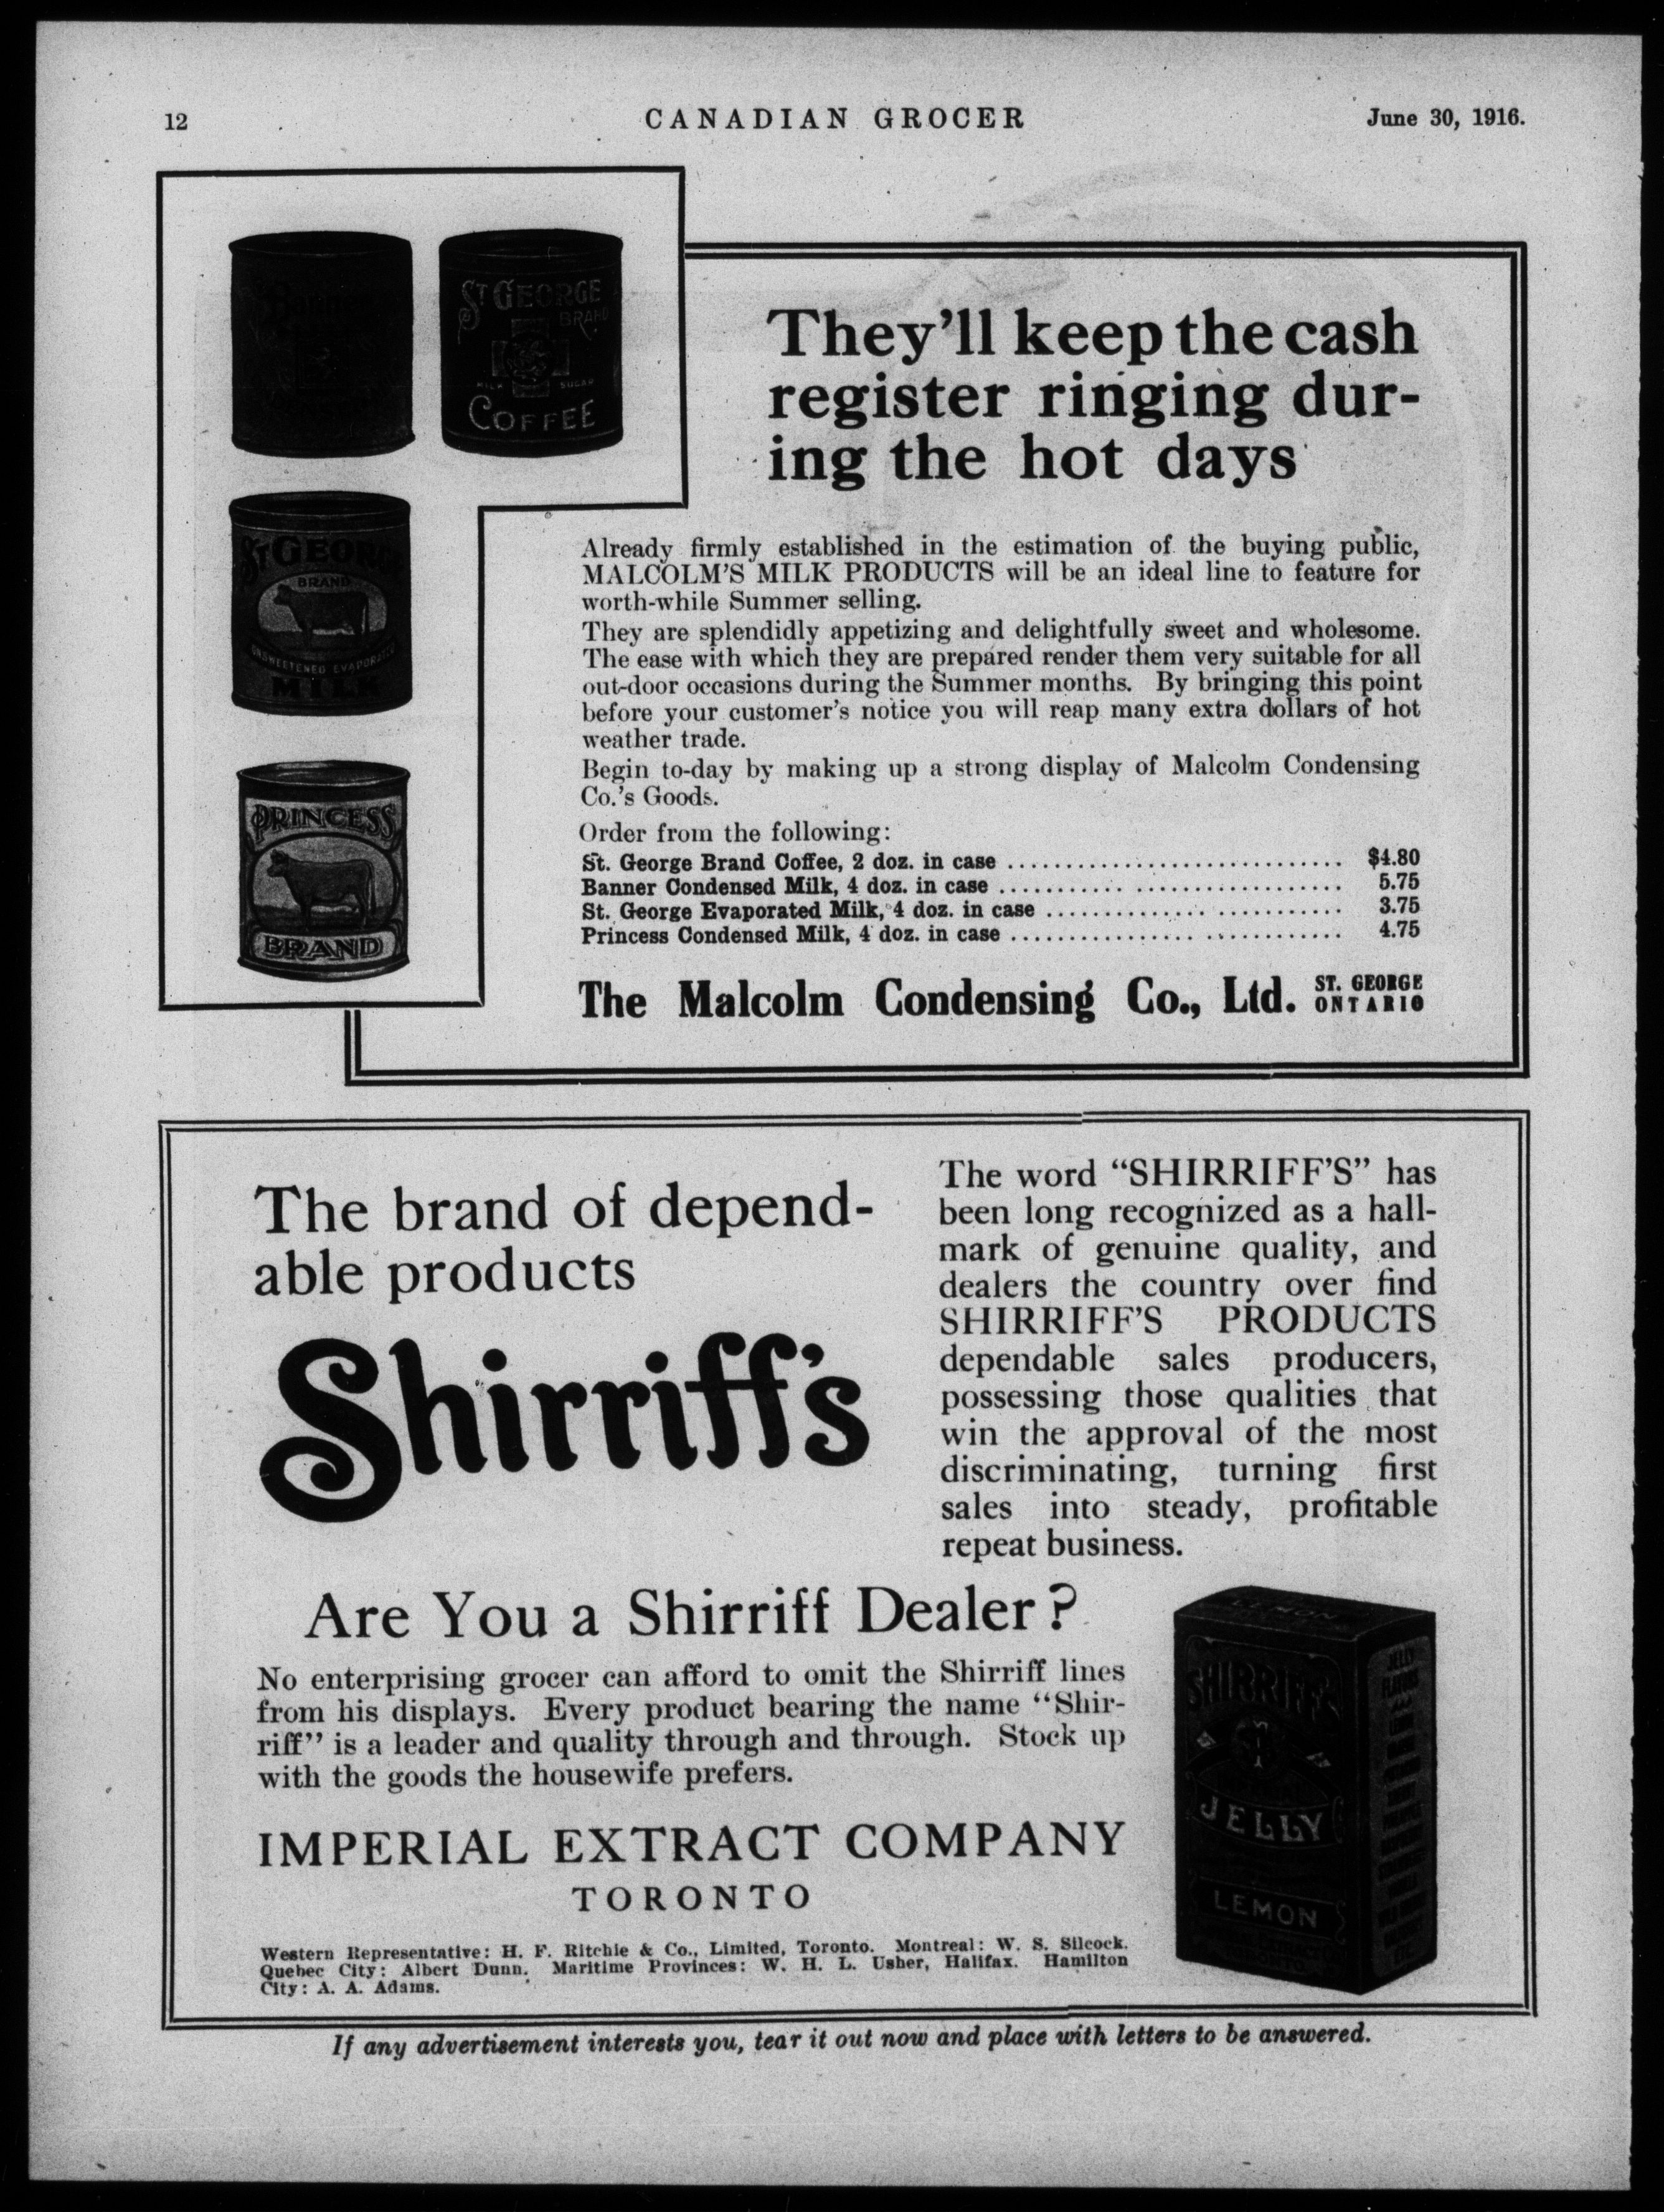 12
CANADIAN GROCER
June 30, 1916.
ST GEORGE
BRAND
MILK SUGAR
COFFEE
ST GEORGE
BRAND
UNSWEETENED EVAPORATED
MILK
PRINCESS
BRAND
They'll keep the cash
register ringing dur-
ing the hot days
Already firmly established in the estimation of the buying public,
MALCOLM'S MILK PRODUCTS will be an ideal line to feature for
worth-while Summer selling.
They are splendidly appetizing and delightfully sweet and wholesome.
The ease with which they are prepared render them very suitable for all
out-door occasions during the Summer months. By bringing this point
before your customer's notice you will reap many extra dollars of hot
weather trade.
Begin to-day by making up a strong display of Malcolm Condensing
Co.'s Goods.
Order from the following:
St. George Brand Coffee, 2 doz. in case ............................ $4.80
Banner Condensed Milk, 4 doz. in case ............................ 5.75
St. George Evaporated Milk, 4 doz. in case ........................ 3.75
Princess Condensed Milk, 4 doz. in case ........................... 4.75
The Malcolm Condensing Co., Ltd. ST. GEORGE
ONTARIO
The brand of depend-
able products
Shirriff's
The word "SHIRRIFF'S" has
been long recognized as a hall-
mark of genuine quality, and
dealers the country over find
SHIRRIFF'S PRODUCTS
dependable sales producers,
possessing those qualities that
win the approval of the most
discriminating, turning first
sales into steady, profitable
repeat business.
Are You a Shirriff Dealer?
No enterprising grocer can afford to omit the Shirriff lines
from his displays. Every product bearing the name "Shir-
riff" is a leader and quality through and through. Stock up
with the goods the housewife prefers.
IMPERIAL EXTRACT COMPANY
TORONTO
Western Representative: H. F. Ritchie & Co., Limited, Toronto. Montreal: W. S. Silcock.
Quebec City: Albert Dunn. Maritime Provinces: W. H. L. Usher, Halifax. Hamilton
City: A. A. Adams.
LEMON
SHIRRIFF'S
JELLY
LEMON
JELLY
FLAVORS
If any advertisement interests you, tear it out now and place with letters to be answered.